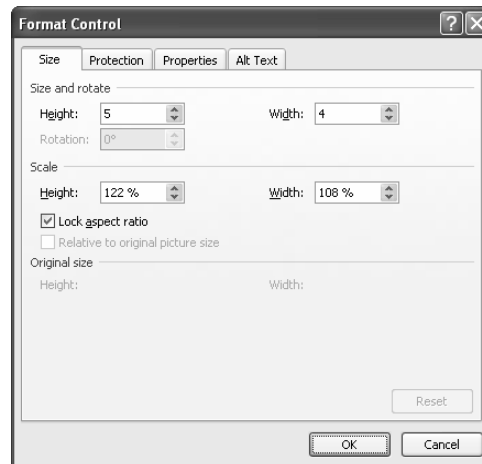 Format Control
Size Protection Properties Alt Text
Size and rotate
Height: 5 Width: 4
Rotation: 0°
Scale
Height: 122 % Width: 108 %
Lock aspect ratio
Relative to original picture size
Original size
Height: Width:
Reset
OK Cancel